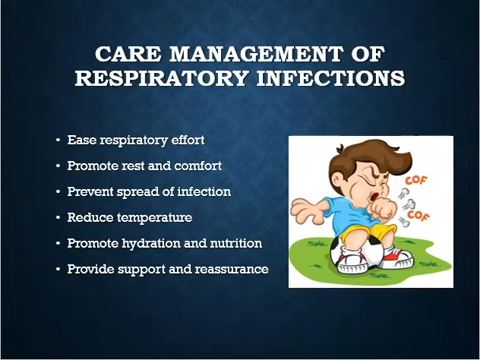 CARE MANAGEMENT OF
RESPIRATORY INFECTIONS
• Ease respiratory effort
• Promote rest and comfort
• Prevent spread of infection
• Reduce temperature
• Promote hydration and nutrition
• Provide support and reassurance
COF
COF